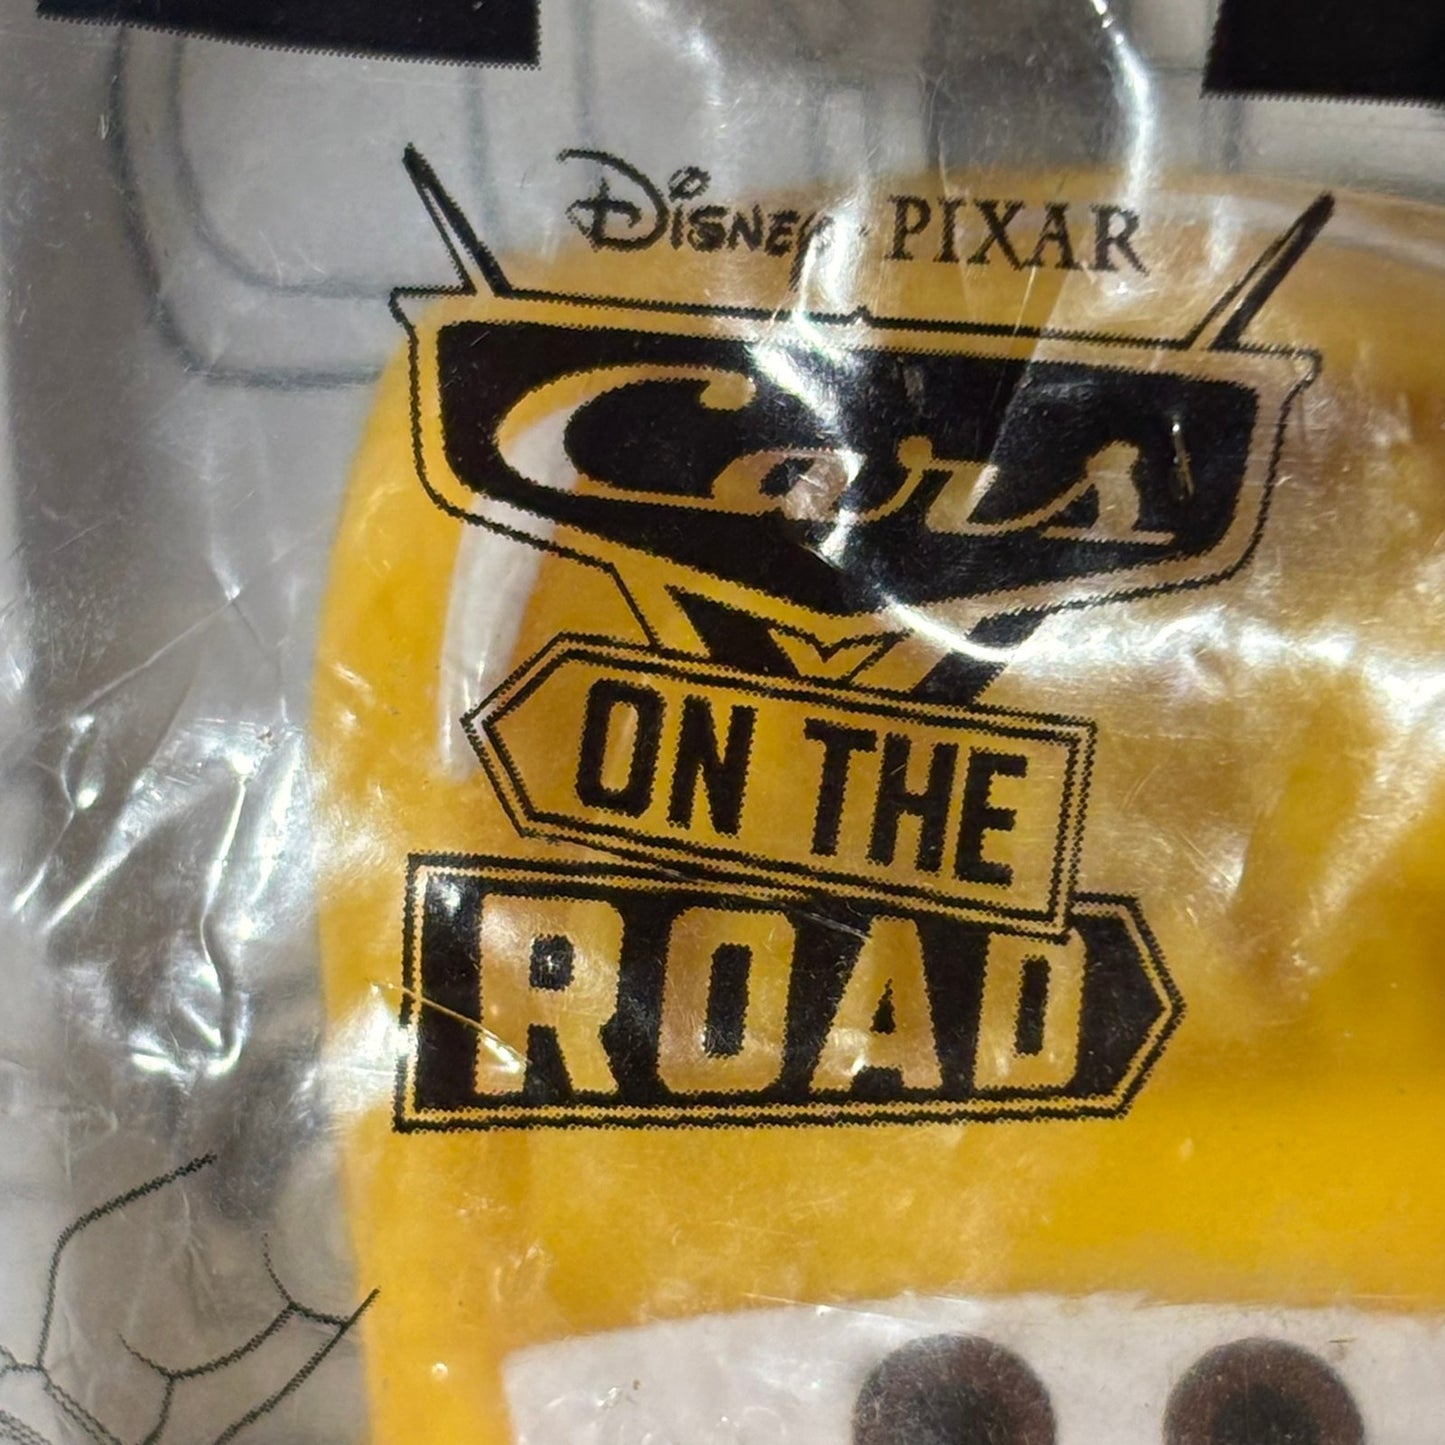 Disney PIXAR
Cars
ON THE
ROAD